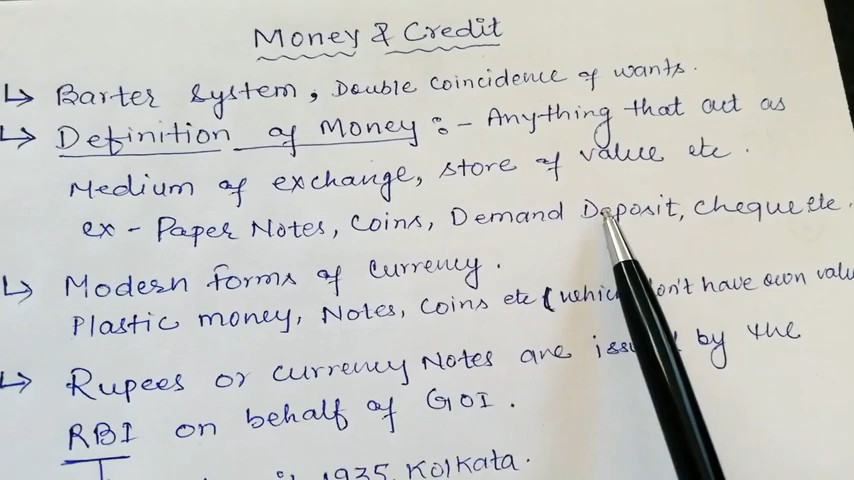 Money & Credit
↳ Barter system, Double coincidence of wants.
↳ Definition of Money :- Anything that act as
Medium of exchange, store of value etc.
ex - Paper Notes, Coins, Demand Deposit, cheque etc.
↳ Modern forms of currency.
Plastic money, Notes, Coins etc (which don't have own
↳ Rupees or currency Notes are by the
RBI on behalf of GOI.
1935 Kolkata.